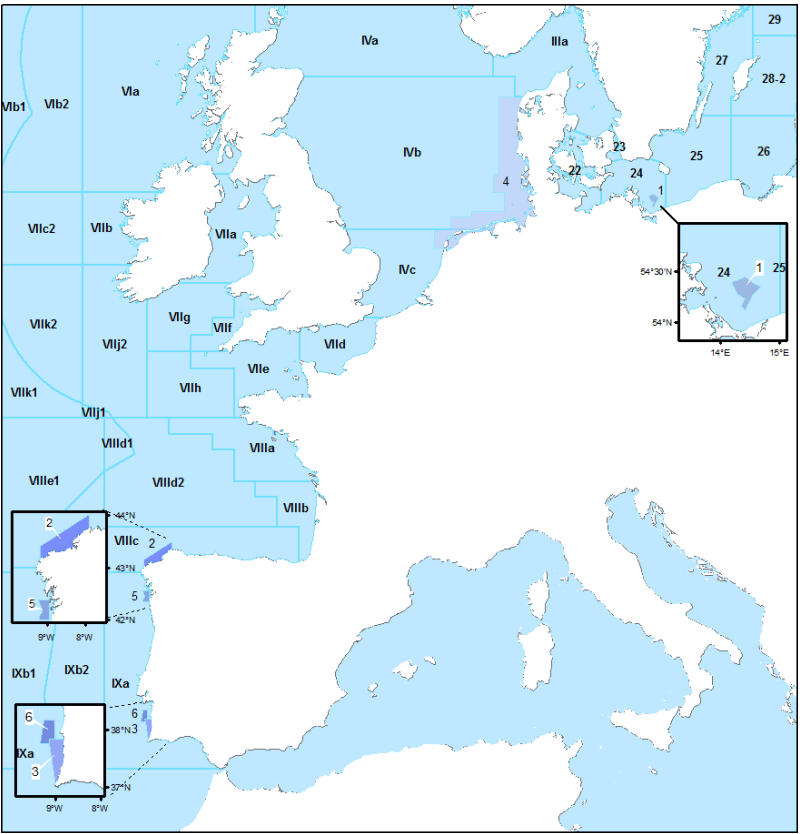 29
IVa
IIIa
27
28-2
VIa
VIb1
VIb2
23
IVb
25
26
22
24
4
1
VIIc2
VIIb
VIIa
IVc
24
1
25
54°30'N
54°N
14°E
15°E
VIIk2
VIIg
VIIf
VIId
VIIj2
VIIe
VIIh
VIIk1
VIIj1
VIIId1
VIIIa
VIIIe1
VIIId2
VIIIb
44°N
2
VIIIc
2
43°N
5
5
42°N
9°W
8°W
IXb1
IXb2
IXa
6
6
3
38°N
IXa
3
37°N
9°W
8°W